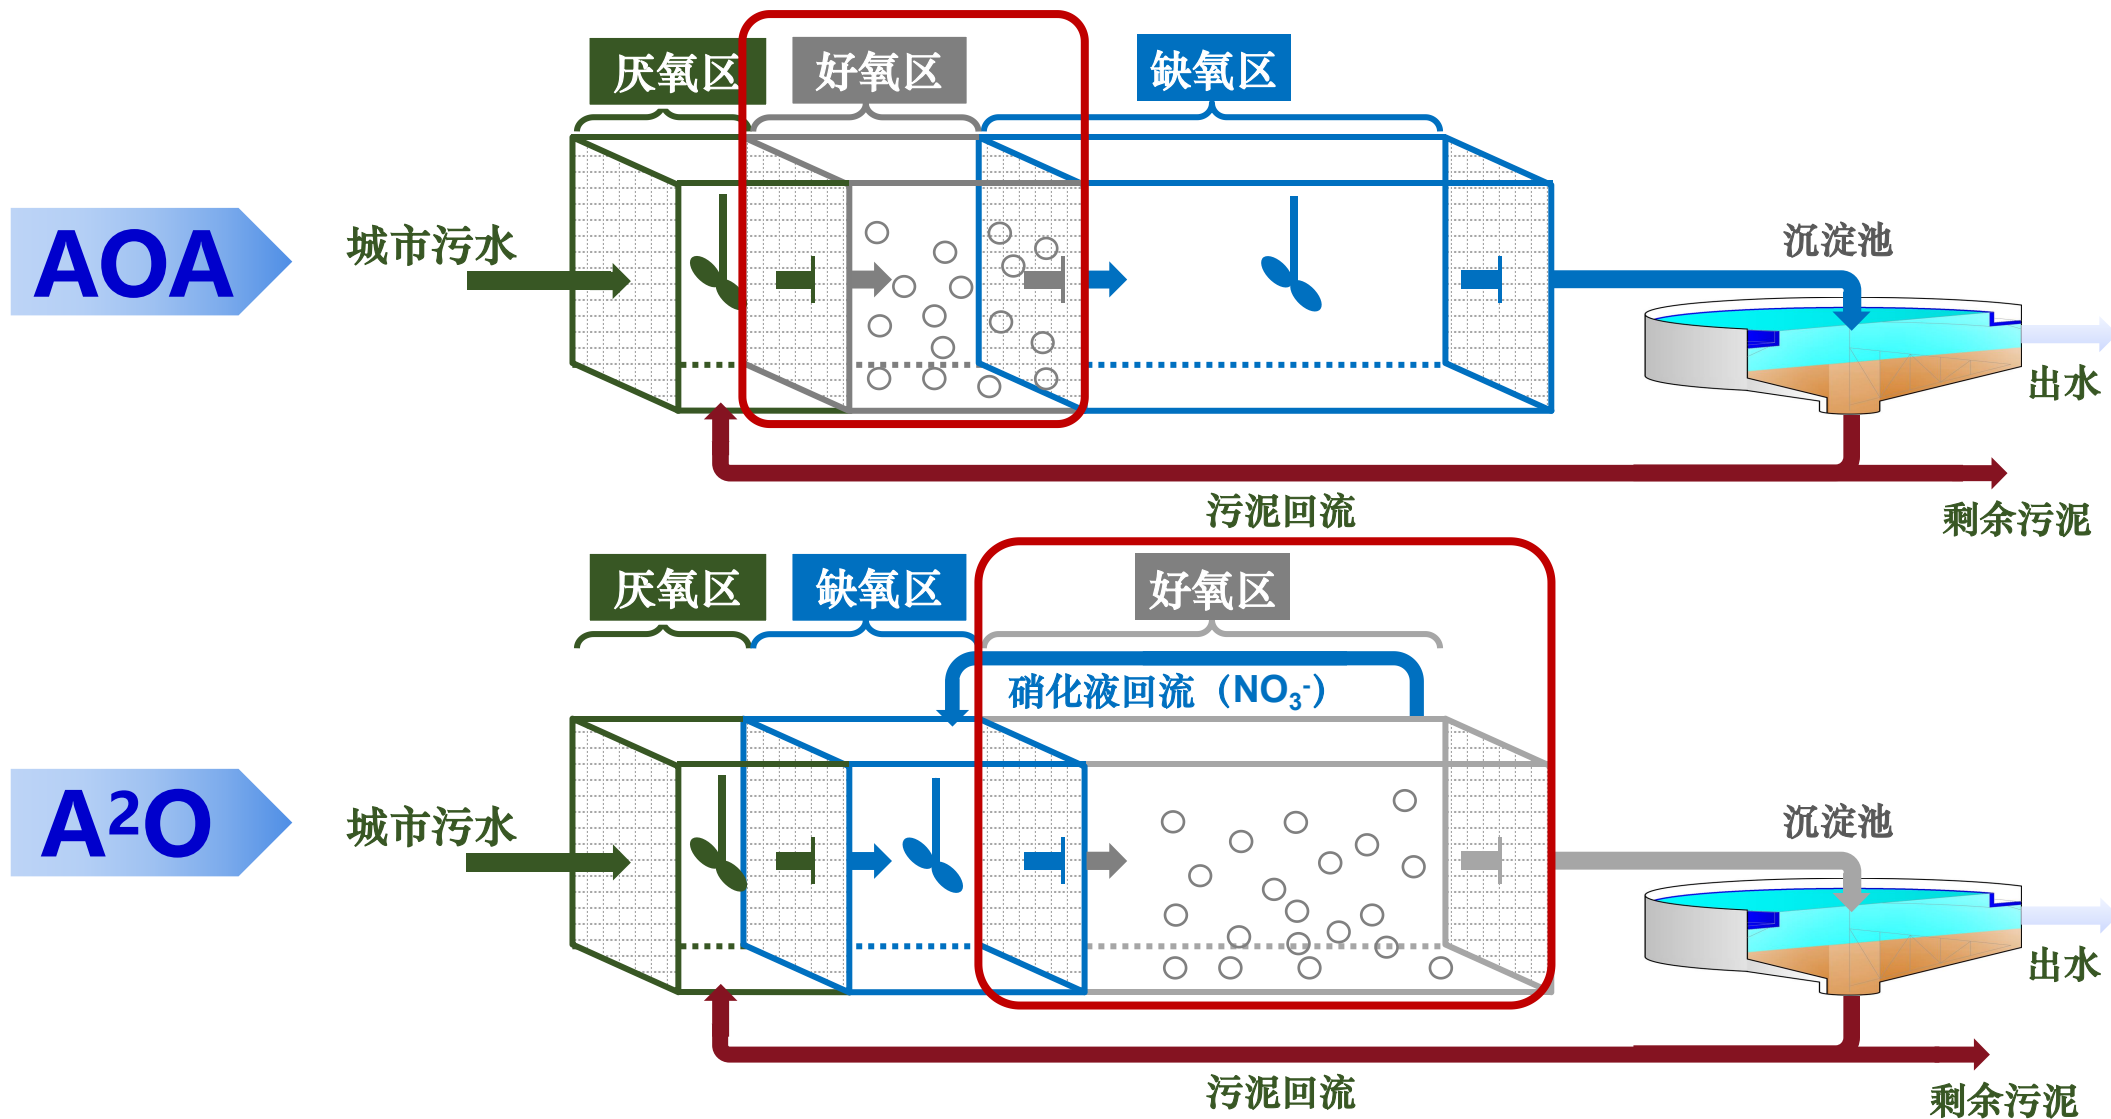 厌氧区
好氧区
缺氧区
AOA
城市污水
沉淀池
出水
污泥回流
剩余污泥
厌氧区
缺氧区
好氧区
硝化液回流（NO₃⁻）
A²O
城市污水
沉淀池
出水
污泥回流
剩余污泥